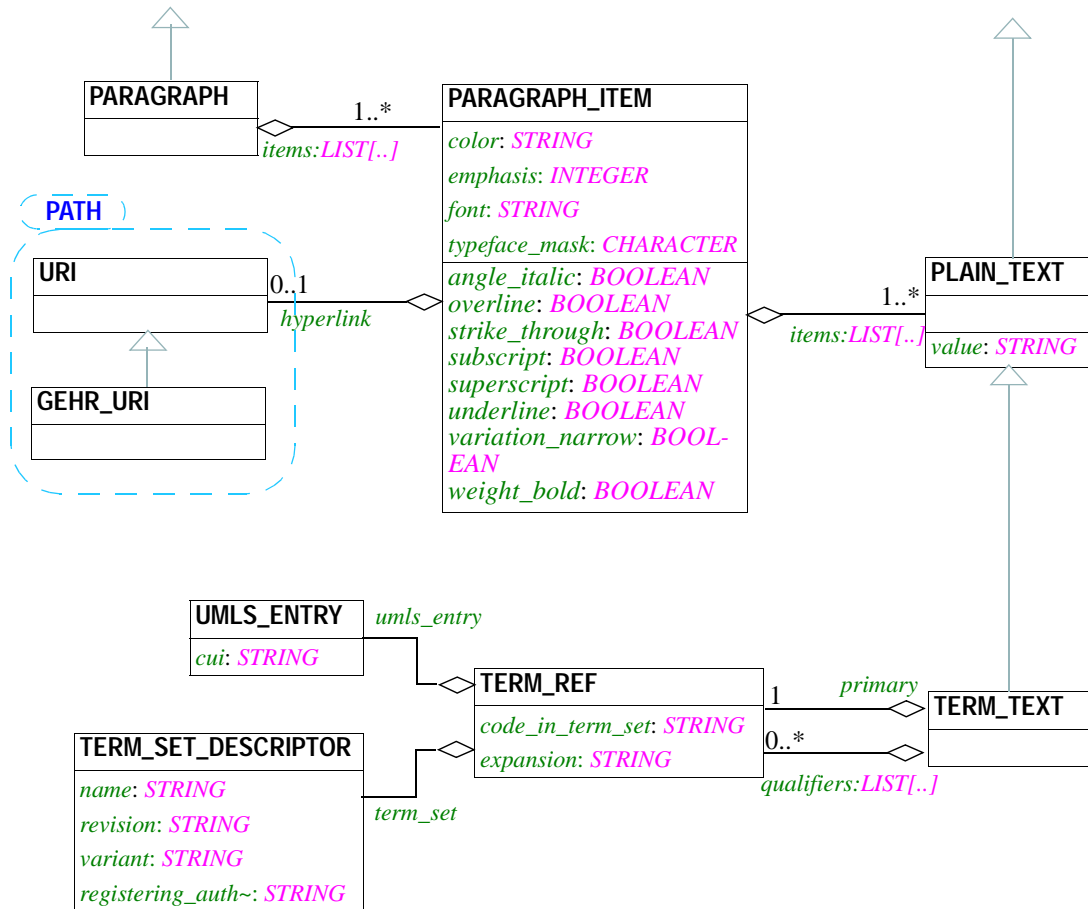 PARAGRAPH
1..*
items:LIST[..]
PARAGRAPH_ITEM
color: STRING
emphasis: INTEGER
font: STRING
typeface_mask: CHARACTER
angle_italic: BOOLEAN
overline: BOOLEAN
strike_through: BOOLEAN
subscript: BOOLEAN
superscript: BOOLEAN
underline: BOOLEAN
variation_narrow: BOOL-
EAN
weight_bold: BOOLEAN
PATH
URI
0..1
hyperlink
GEHR_URI
1..*
items:LIST[..]
PLAIN_TEXT
value: STRING
UMLS_ENTRY
cui: STRING
umls_entry
TERM_REF
code_in_term_set: STRING
expansion: STRING
1
primary
0..*
qualifiers:LIST[..]
TERM_TEXT
TERM_SET_DESCRIPTOR
name: STRING
revision: STRING
variant: STRING
registering_auth~: STRING
term_set